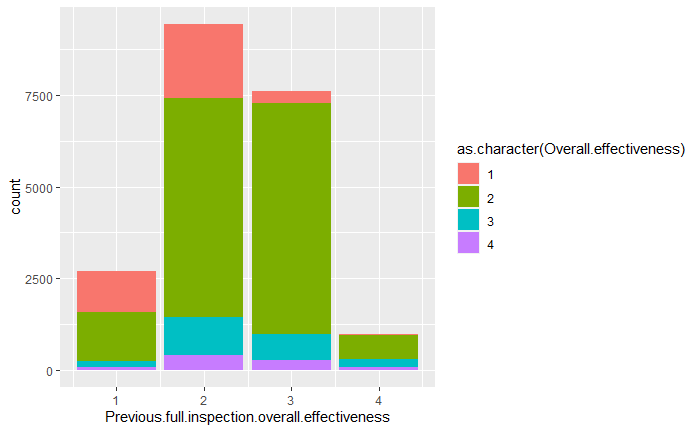 7500
5000
2500
0
count
1 2 3 4
Previous.full.inspection.overall.effectiveness
as.character(Overall.effectiveness)
1
2
3
4